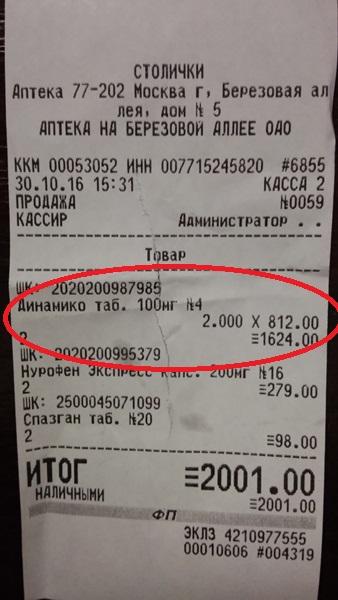 СТОЛИЧКИ
Аптека 77-202 Москва г, Березовая ал
лея, дом № 5
АПТЕКА НА БЕРЕЗОВОЙ АЛЛЕЕ ОАО
ККМ 00053052 ИНН 007715245820 #6855
30.10.16 15:31 КАССА 2
ПРОДАЖА №0059
КАССИР Администратор . .
Товар
ШК: 2020200987985
Динамико таб. 100мг №4
2.000 X 812.00
2 ≡1624.00
ШК: 2020200995379
Нурофен Экспресс капс. 200мг №16
2 ≡279.00
ШК: 2500045071099
Спазган таб. №20
2 ≡98.00
ИТОГ ≡2001.00
НАЛИЧНЫМИ ≡2001.00
ФП
ЭКЛЗ 4210977555
00010606 #004319